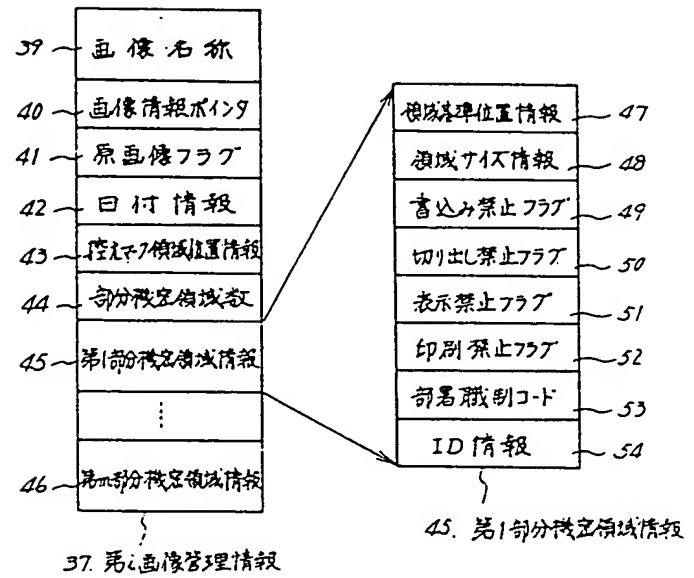 39 画像名称
40 画像情報ポインタ
41 原画像フラグ
42 日付情報
43 控えマーク領域位置情報
44 部分機定領域数
45 第1部分機定領域情報
⋮
46 第m部分機定領域情報
37. 第i画像管理情報
領域基準位置情報 47
領域サイズ情報 48
書込み禁止フラグ 49
切り出し禁止フラグ 50
表示禁止フラグ 51
印刷禁止フラグ 52
部署職制コード 53
ID情報 54
45. 第1部分機定領域情報